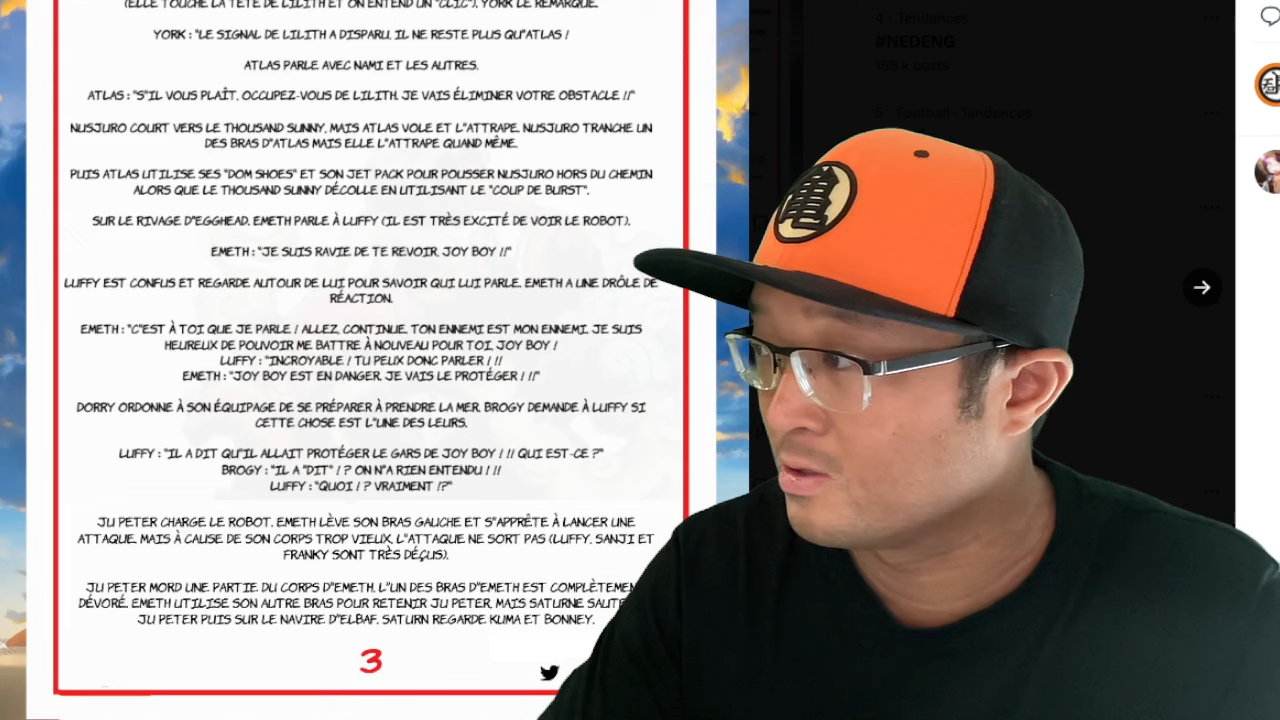 (ELLE TOUCHE LA TÊTE DE LILITH ET ON ENTEND UN "CLIC"). YORK LE REMARQUE.
YORK : "LE SIGNAL DE LILITH A DISPARU. IL NE RESTE PLUS QU"ATLAS !
ATLAS PARLE AVEC NAMI ET LES AUTRES.
ATLAS : "S"IL VOUS PLAÎT, OCCUPEZ-VOUS DE LILITH. JE VAIS ÉLIMINER VOTRE OBSTACLE !!"
NUSJURO COURT VERS LE THOUSAND SUNNY, MAIS ATLAS VOLE ET L"ATTRAPE. NUSJURO TRANCHE UN
DES BRAS D"ATLAS MAIS ELLE L"ATTRAPE QUAND MÊME.
PUIS ATLAS UTILISE SES "DOM SHOES" ET SON JET PACK POUR POUSSER NUSJURO HORS DU CHEMIN
ALORS QUE LE THOUSAND SUNNY DÉCOLLE EN UTILISANT LE "COUP DE BURST".
SUR LE RIVAGE D"EGGHEAD, EMETH PARLE À LUFFY (IL EST TRÈS EXCITÉ DE VOIR LE ROBOT).
EMETH : "JE SUIS RAVIE DE TE REVOIR, JOY BOY !!"
LUFFY EST CONFUS ET REGARDE AUTOUR DE LUI POUR SAVOIR QUI LUI PARLE. EMETH A UNE DRÔLE DE
RÉACTION.
EMETH : "C"EST À TOI QUE JE PARLE ! ALLEZ, CONTINUE. TON ENNEMI EST MON ENNEMI. JE SUIS
HEUREUX DE POUVOIR ME BATTRE À NOUVEAU POUR TOI, JOY BOY !
LUFFY : "INCROYABLE ! TU PEUX DONC PARLER ! !!
EMETH : "JOY BOY EST EN DANGER. JE VAIS LE PROTÉGER ! !!"
DORRY ORDONNE À SON ÉQUIPAGE DE SE PRÉPARER À PRENDRE LA MER. BROGY DEMANDE À LUFFY SI
CETTE CHOSE EST L"UNE DES LEURS.
LUFFY : "IL A DIT QU"IL ALLAIT PROTÉGER LE GARS DE JOY BOY ! !! QUI EST-CE ?"
BROGY : "IL A "DIT" ! ? ON N"A RIEN ENTENDU ! !!
LUFFY : "QUOI ! ? VRAIMENT !?"
JU PETER CHARGE LE ROBOT. EMETH LÈVE SON BRAS GAUCHE ET S"APPRÊTE À LANCER UNE
ATTAQUE. MAIS À CAUSE DE SON CORPS TROP VIEUX, L"ATTAQUE NE SORT PAS (LUFFY, SANJI ET
FRANKY SONT TRÈS DÉÇUS).
JU PETER MORD UNE PARTIE DU CORPS D"EMETH. L"UN DES BRAS D"EMETH EST COMPLÈTEMEN
DÉVORÉ. EMETH UTILISE SON AUTRE BRAS POUR RETENIR JU PETER, MAIS SATURNE SAUTE
JU PETER PUIS SUR LE NAVIRE D"ELBAF. SATURN REGARDE KUMA ET BONNEY.
3
4 · Tendances
#NEDENG
188 k posts
5 · Football · Tendances
亀